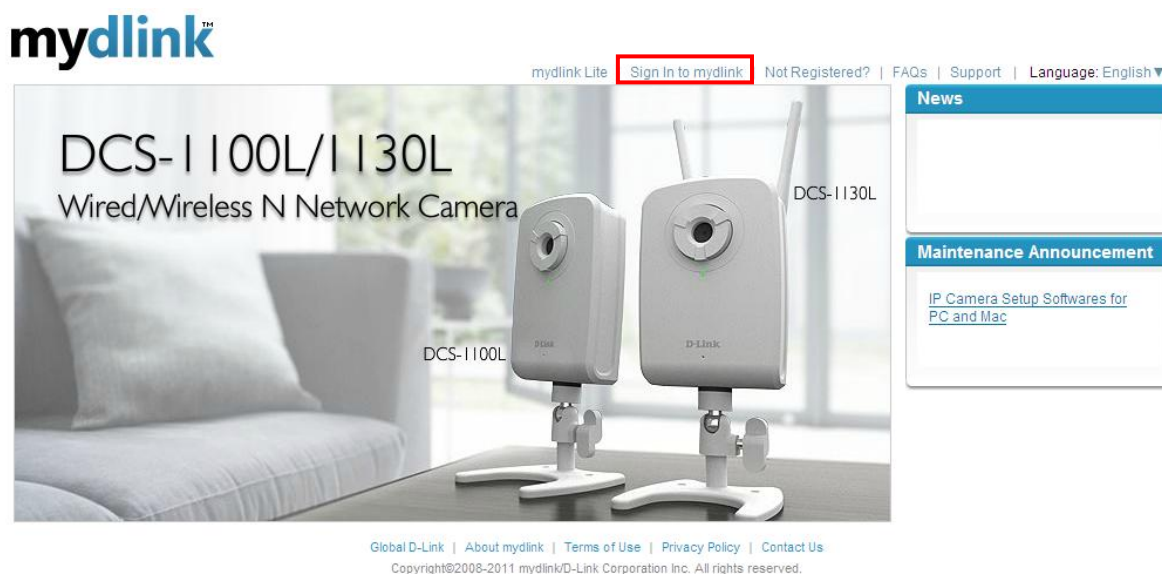 mydlink™
mydlink Lite Sign In to mydlink Not Registered? | FAQs | Support | Language: English▼
DCS-1100L/1130L
Wired/Wireless N Network Camera
DCS-1130L
DCS-1100L
D-Link
D-Link
News
Maintenance Announcement
IP Camera Setup Softwares for
PC and Mac
Global D-Link | About mydlink | Terms of Use | Privacy Policy | Contact Us
Copyright©2008-2011 mydlink/D-Link Corporation Inc. All rights reserved.